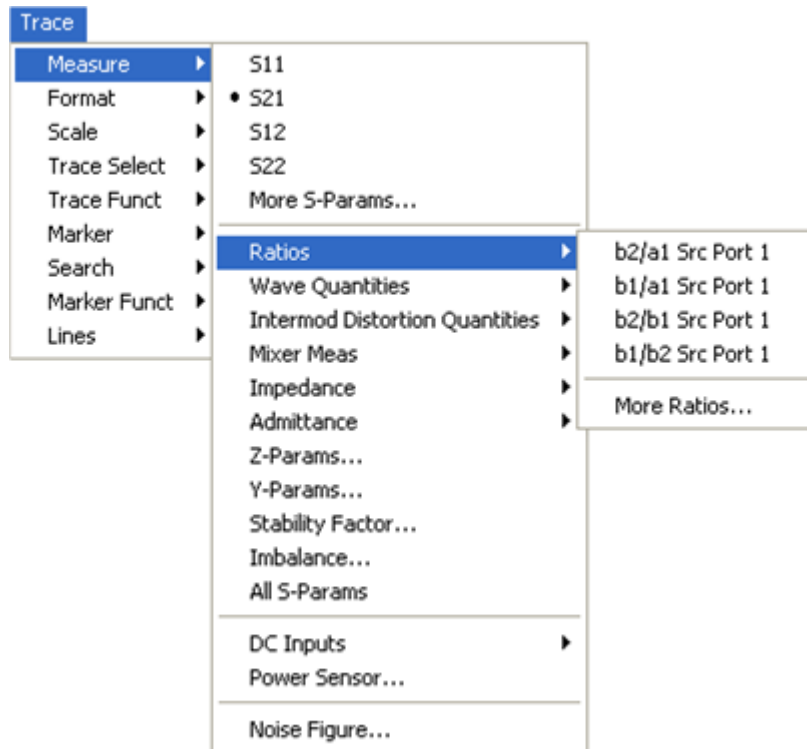 Trace
Measure
Format
Scale
Trace Select
Trace Funct
Marker
Search
Marker Funct
Lines
S11
S21
S12
S22
More S-Params...
Ratios
Wave Quantities
Intermod Distortion Quantities
Mixer Meas
Impedance
Admittance
Z-Params...
Y-Params...
Stability Factor...
Imbalance...
All S-Params
DC Inputs
Power Sensor...
Noise Figure...
b2/a1 Src Port 1
b1/a1 Src Port 1
b2/b1 Src Port 1
b1/b2 Src Port 1
More Ratios...